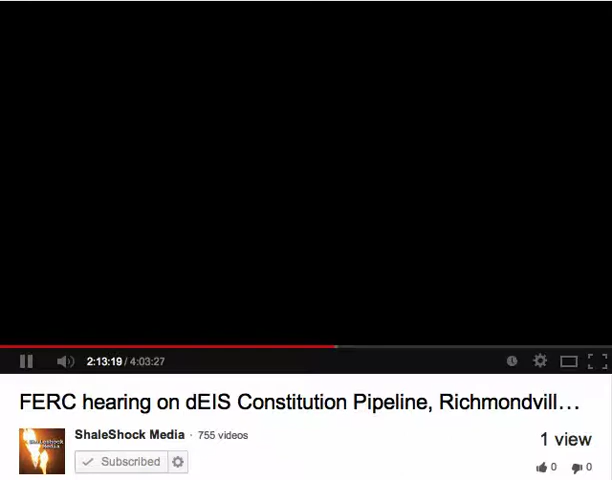 2:13:19 / 4:03:27
FERC hearing on dEIS Constitution Pipeline, Richmondvill...
ShaleShock Media · 755 videos
Subscribed
1 view
0 0